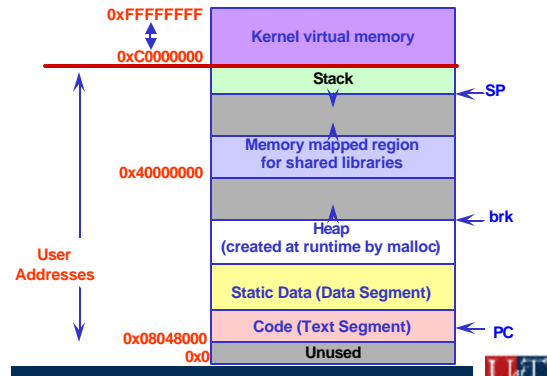 0xFFFFFFFF
Kernel virtual memory
0xC0000000
Stack
SP
Memory mapped region
for shared libraries
0x40000000
brk
Heap
(created at runtime by malloc)
User
Addresses
Static Data (Data Segment)
Code (Text Segment)
PC
0x08048000
0x0
Unused